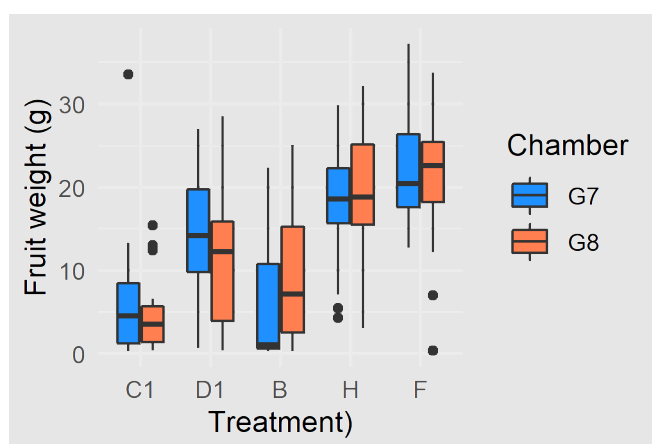 Fruit weight (g)
30
20
10
0
C1 D1 B H F
Treatment)
Chamber
G7
G8